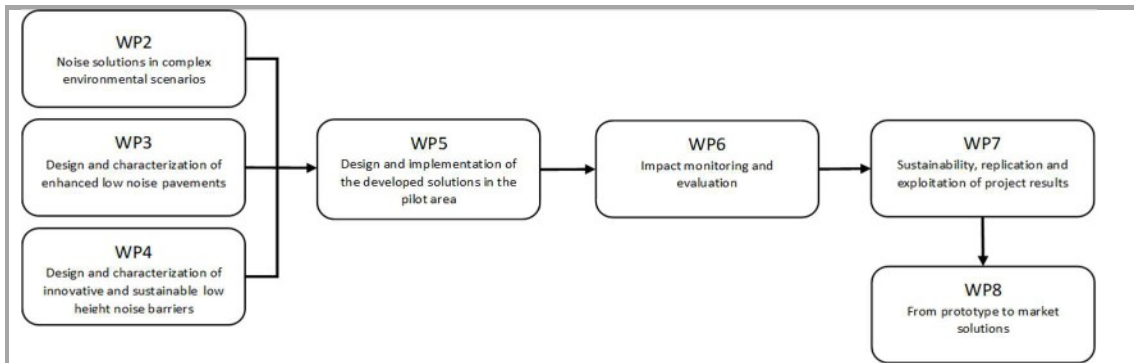 WP2
Noise solutions in complex
environmental scenarios
WP3
Design and characterization of
enhanced low noise pavements
WP4
Design and characterization of
innovative and sustainable low
height noise barriers
WP5
Design and implementation of
the developed solutions in the
pilot area
WP6
Impact monitoring and
evaluation
WP7
Sustainability, replication and
exploitation of project results
WP8
From prototype to market
solutions